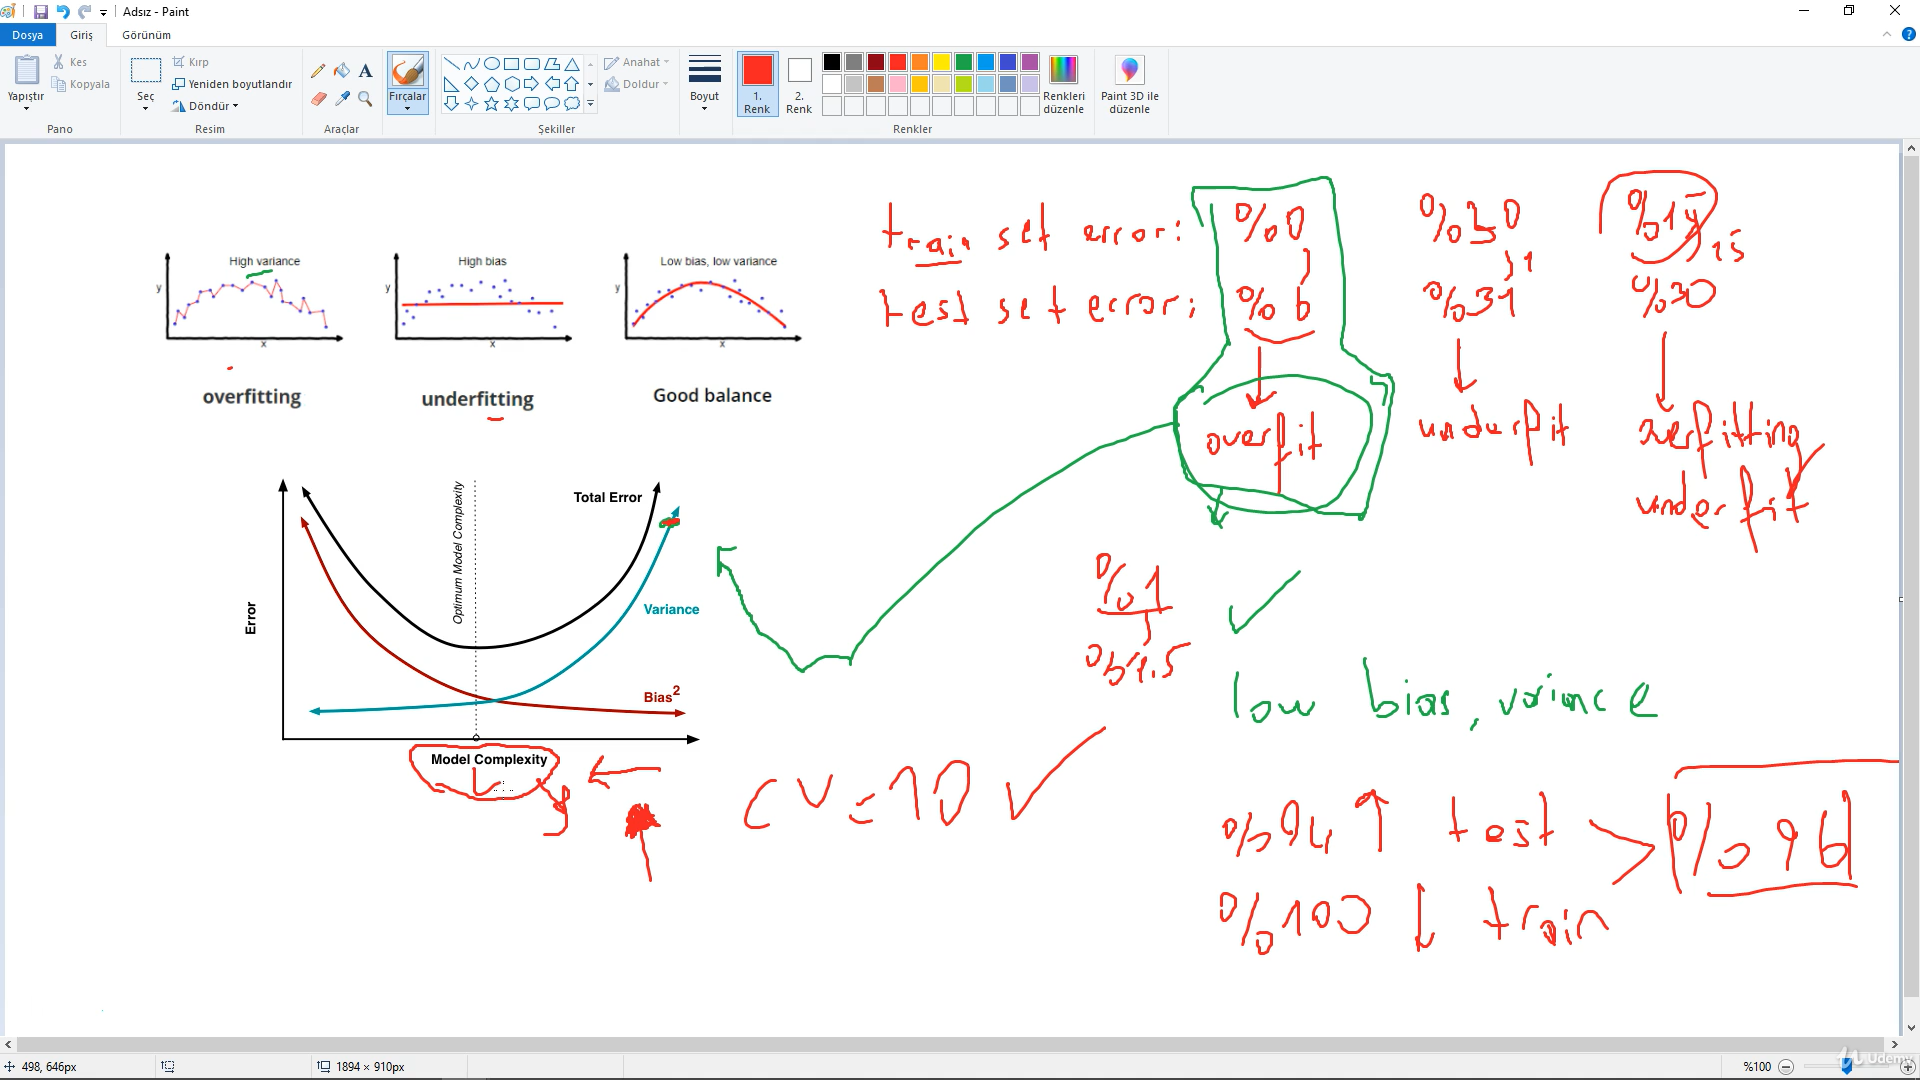 Adsız - Paint
Dosya Giriş Görünüm
Yapıştır
Kes
Kopyala
Pano
Seç
Kırp
Yeniden boyutlandır
Döndür
Resim
Araçlar
Fırçalar
Şekiller
Anahat
Doldur
Boyut
1. Renk
2. Renk
Renkler
Renkleri düzenle
Paint 3D ile düzenle
High variance
y
x
overfitting
High bias
y
x
underfitting
Low bias, low variance
y
x
Good balance
train set error: %0 %30 %15
15
1
test set error: %6 %31 %30
overfit underfit overfitting
underfit
Error
Optimum Model Complexity
Total Error
Variance
Bias2
Model Complexity
%1
%1.5
low bias, variance
CV=10
%94 test > %96
%100 train
498, 646px
1894 × 910px
%100
Udemy